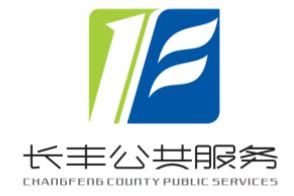 长丰公共服务
CHANGFENG COUNTY PUBLIC SERVICES